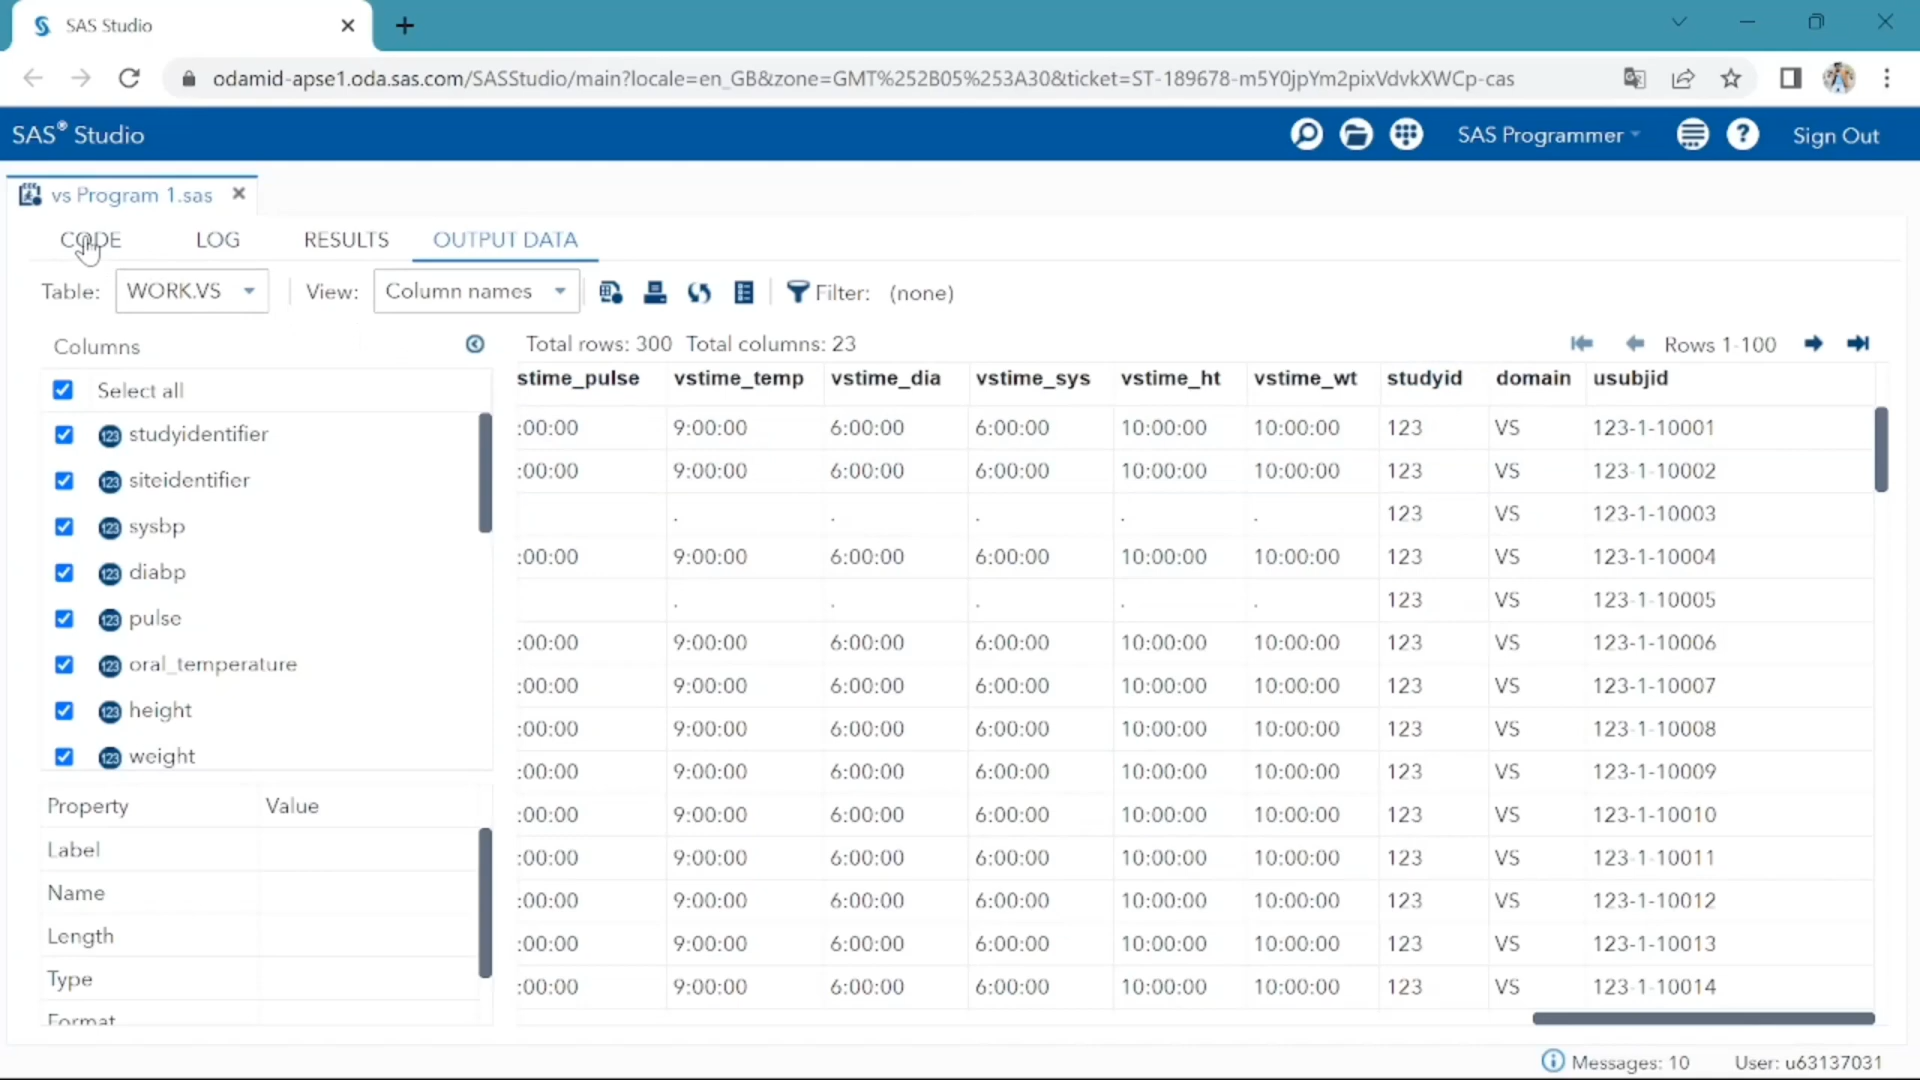 SAS Studio
odamid-apse1.oda.sas.com/SASStudio/main?locale=en_GB&zone=GMT%252B05%253A30&ticket=ST-189678-m5Y0jpYm2pixVdvkXWCp-cas
SAS® Studio SAS Programmer Sign Out
vs Program 1.sas
CODE LOG RESULTS OUTPUT DATA
Table: WORK.VS View: Column names Filter: (none)
Columns Total rows: 300 Total columns: 23 Rows 1-100
Select all
studyidentifier
siteidentifier
sysbp
diabp
pulse
oral_temperature
height
weight
Property Value
Label
Name
Length
Type
Format
stime_pulse vstime_temp vstime_dia vstime_sys vstime_ht vstime_wt studyid domain usubjid
:00:00 9:00:00 6:00:00 6:00:00 10:00:00 10:00:00 123 VS 123-1-10001
:00:00 9:00:00 6:00:00 6:00:00 10:00:00 10:00:00 123 VS 123-1-10002
. . . . . 123 VS 123-1-10003
:00:00 9:00:00 6:00:00 6:00:00 10:00:00 10:00:00 123 VS 123-1-10004
. . . . . 123 VS 123-1-10005
:00:00 9:00:00 6:00:00 6:00:00 10:00:00 10:00:00 123 VS 123-1-10006
:00:00 9:00:00 6:00:00 6:00:00 10:00:00 10:00:00 123 VS 123-1-10007
:00:00 9:00:00 6:00:00 6:00:00 10:00:00 10:00:00 123 VS 123-1-10008
:00:00 9:00:00 6:00:00 6:00:00 10:00:00 10:00:00 123 VS 123-1-10009
:00:00 9:00:00 6:00:00 6:00:00 10:00:00 10:00:00 123 VS 123-1-10010
:00:00 9:00:00 6:00:00 6:00:00 10:00:00 10:00:00 123 VS 123-1-10011
:00:00 9:00:00 6:00:00 6:00:00 10:00:00 10:00:00 123 VS 123-1-10012
:00:00 9:00:00 6:00:00 6:00:00 10:00:00 10:00:00 123 VS 123-1-10013
:00:00 9:00:00 6:00:00 6:00:00 10:00:00 10:00:00 123 VS 123-1-10014
Messages: 10 User: u63137031